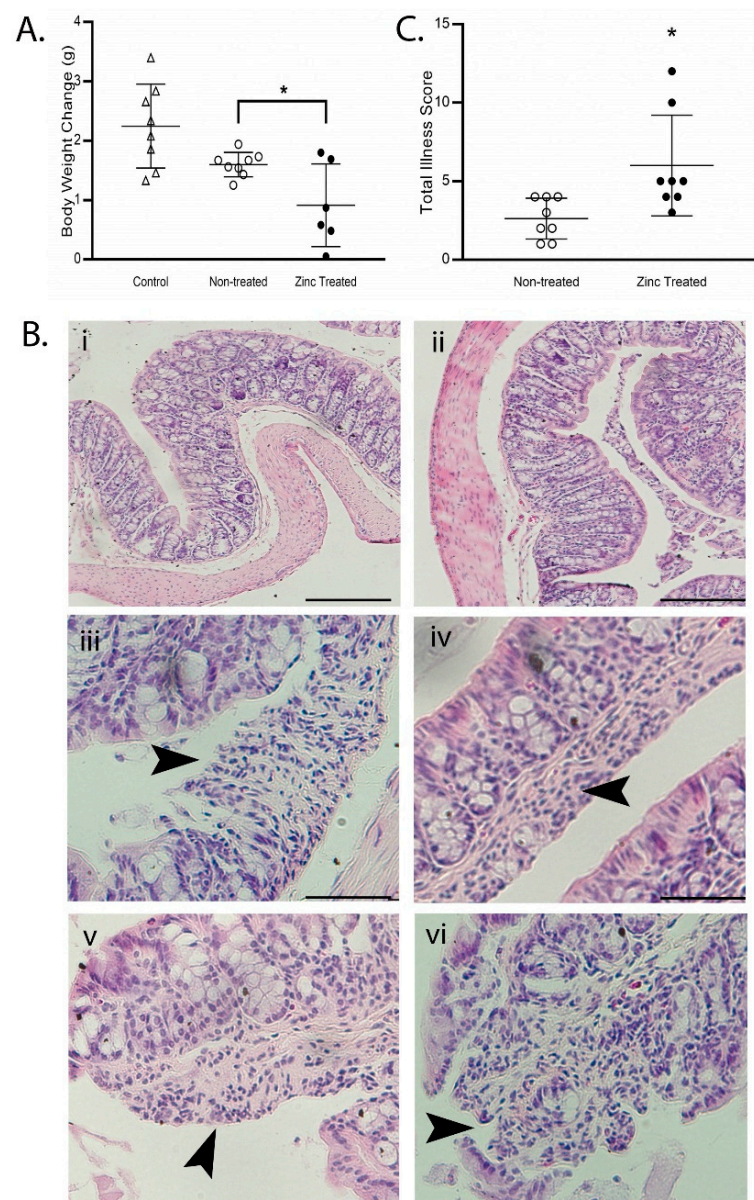 A.
Body Weight Change (g)
4
3
2
1
0
*
Control
Non-treated
Zinc Treated
C.
Total Illness Score
15
10
5
0
*
Non-treated
Zinc Treated
B.
i
ii
iii
iv
v
vi